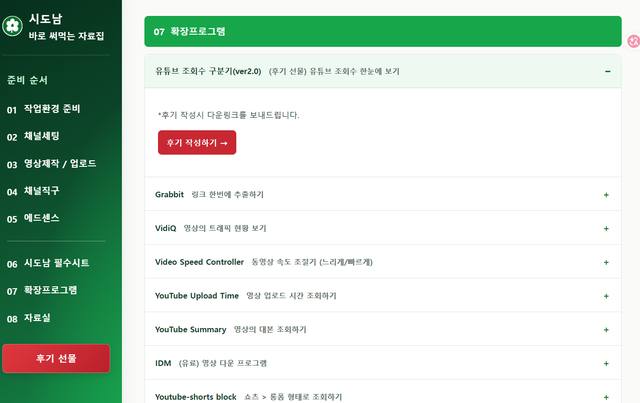 시도남
바로 써먹는 자료집
준비 순서
01 작업환경 준비
02 채널세팅
03 영상제작 / 업로드
04 채널직구
05 에드센스
06 시도남 필수시트
07 확장프로그램
08 자료실
후기 선물
07 확장프로그램
유튜브 조회수 구분기(ver2.0) (후기 선물) 유튜브 조회수 한눈에 보기 −
*후기 작성시 다운링크를 보내드립니다.
후기 작성하기 →
Grabbit 링크 한번에 추출하기 +
VidiQ 영상의 트래픽 현황 보기 +
Video Speed Controller 동영상 속도 조절기 (느리게/빠르게) +
YouTube Upload Time 영상 업로드 시간 조회하기 +
YouTube Summary 영상의 대본 조회하기 +
IDM (유료) 영상 다운 프로그램 +
Youtube-shorts block 쇼츠 > 롱폼 형태로 조회하기 +